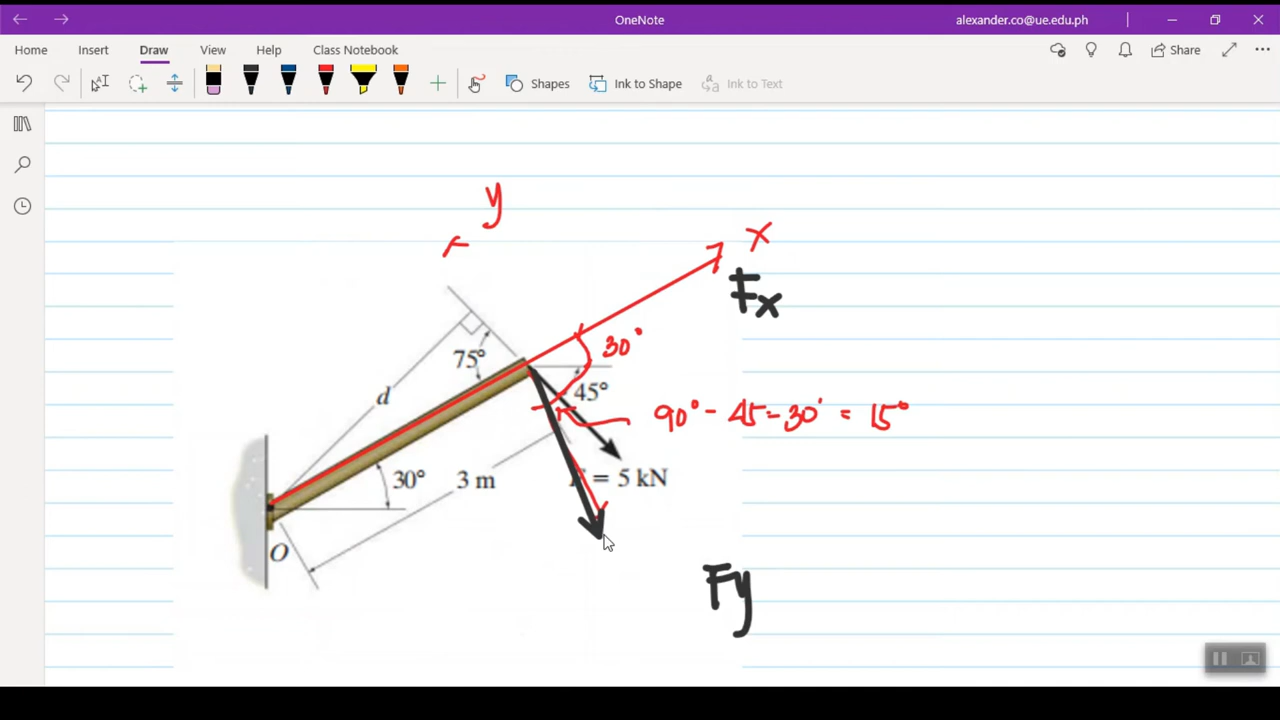 OneNote
alexander.co@ue.edu.ph
Home Insert Draw View Help Class Notebook
Share
Shapes Ink to Shape Ink to Text
y
x
Fx
30°
75°
45°
d
90° - 45 - 30° = 15°
30°
3 m
= 5 kN
O
Fy